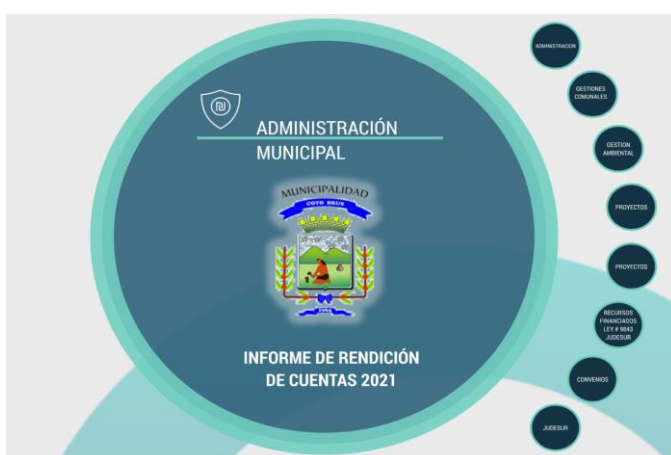 ADMINISTRACIÓN
MUNICIPAL
MUNICIPALIDAD
COTO BRUS
INFORME DE RENDICIÓN
DE CUENTAS 2021
ADMINISTRACION
GESTIONES
COMUNALES
GESTION
AMBIENTAL
PROYECTOS
PROYECTOS
RECURSOS
FINANCIADOS
LEY # 9843
JUDESUR
CONVENIOS
JUDESUR